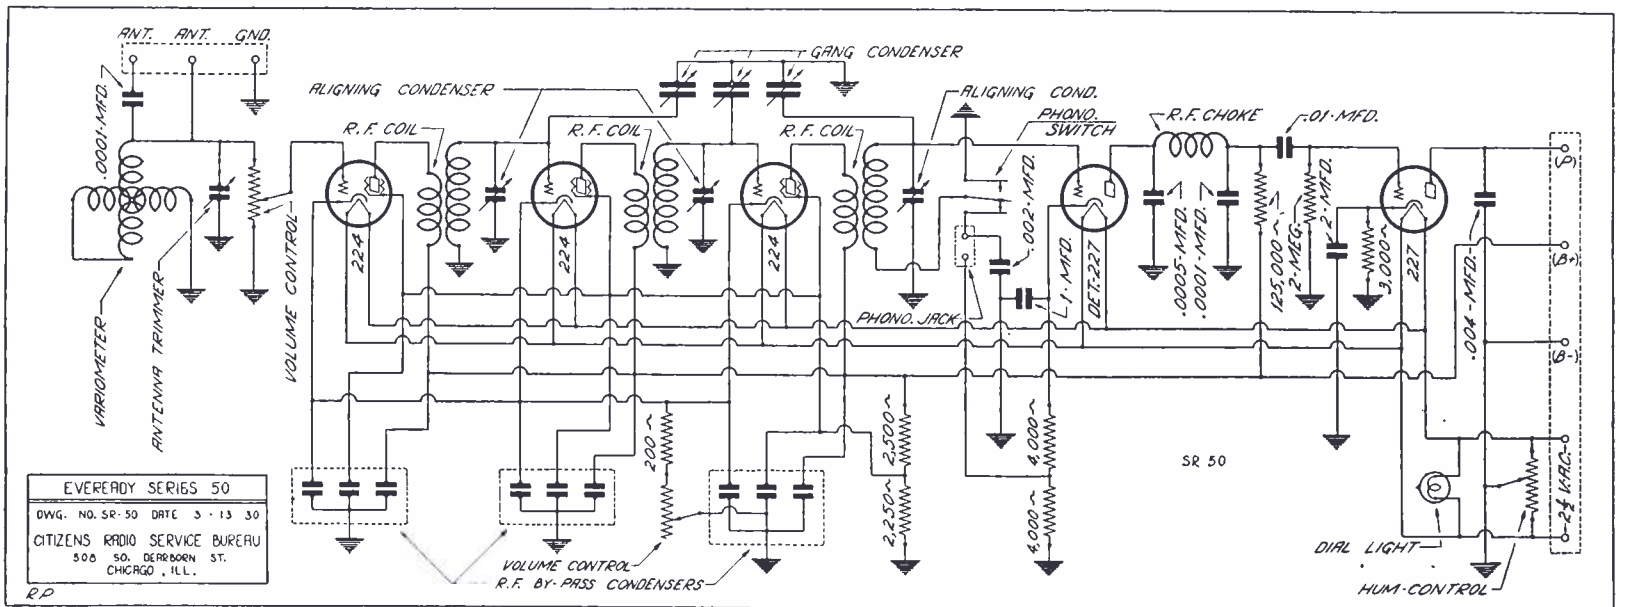 ANT. ANT. GND.
GANG CONDENSER
.0001-MFD.
ALIGNING CONDENSER
ALIGNING COND.
R.F. COIL
R.F. COIL
R.F. COIL
PHONO.
SWITCH
R.F. CHOKE
.01-MFD.
(P)
224
224
224
.002-MFD.
.1-MFD.
DET.-227
.0005-MFD.
.0001-MFD.
125,000~
2-MEG.
.2-MFD.
3,000~
227
.004-MFD.
(B+)
(B-)
VARIOMETER
ANTENNA TRIMMER
VOLUME CONTROL
PHONO. JACK
200~
2,500~
2,250~
4,000~
4,000~
SR 50
2½ V.A.C.
DIAL LIGHT
HUM-CONTROL
VOLUME CONTROL
R.F. BY-PASS CONDENSERS
EVEREADY SERIES 50
DWG. NO. SR-50 DATE 3-13 30
CITIZENS RADIO SERVICE BUREAU
508 SO. DEARBORN ST.
CHICAGO, ILL.
R.P